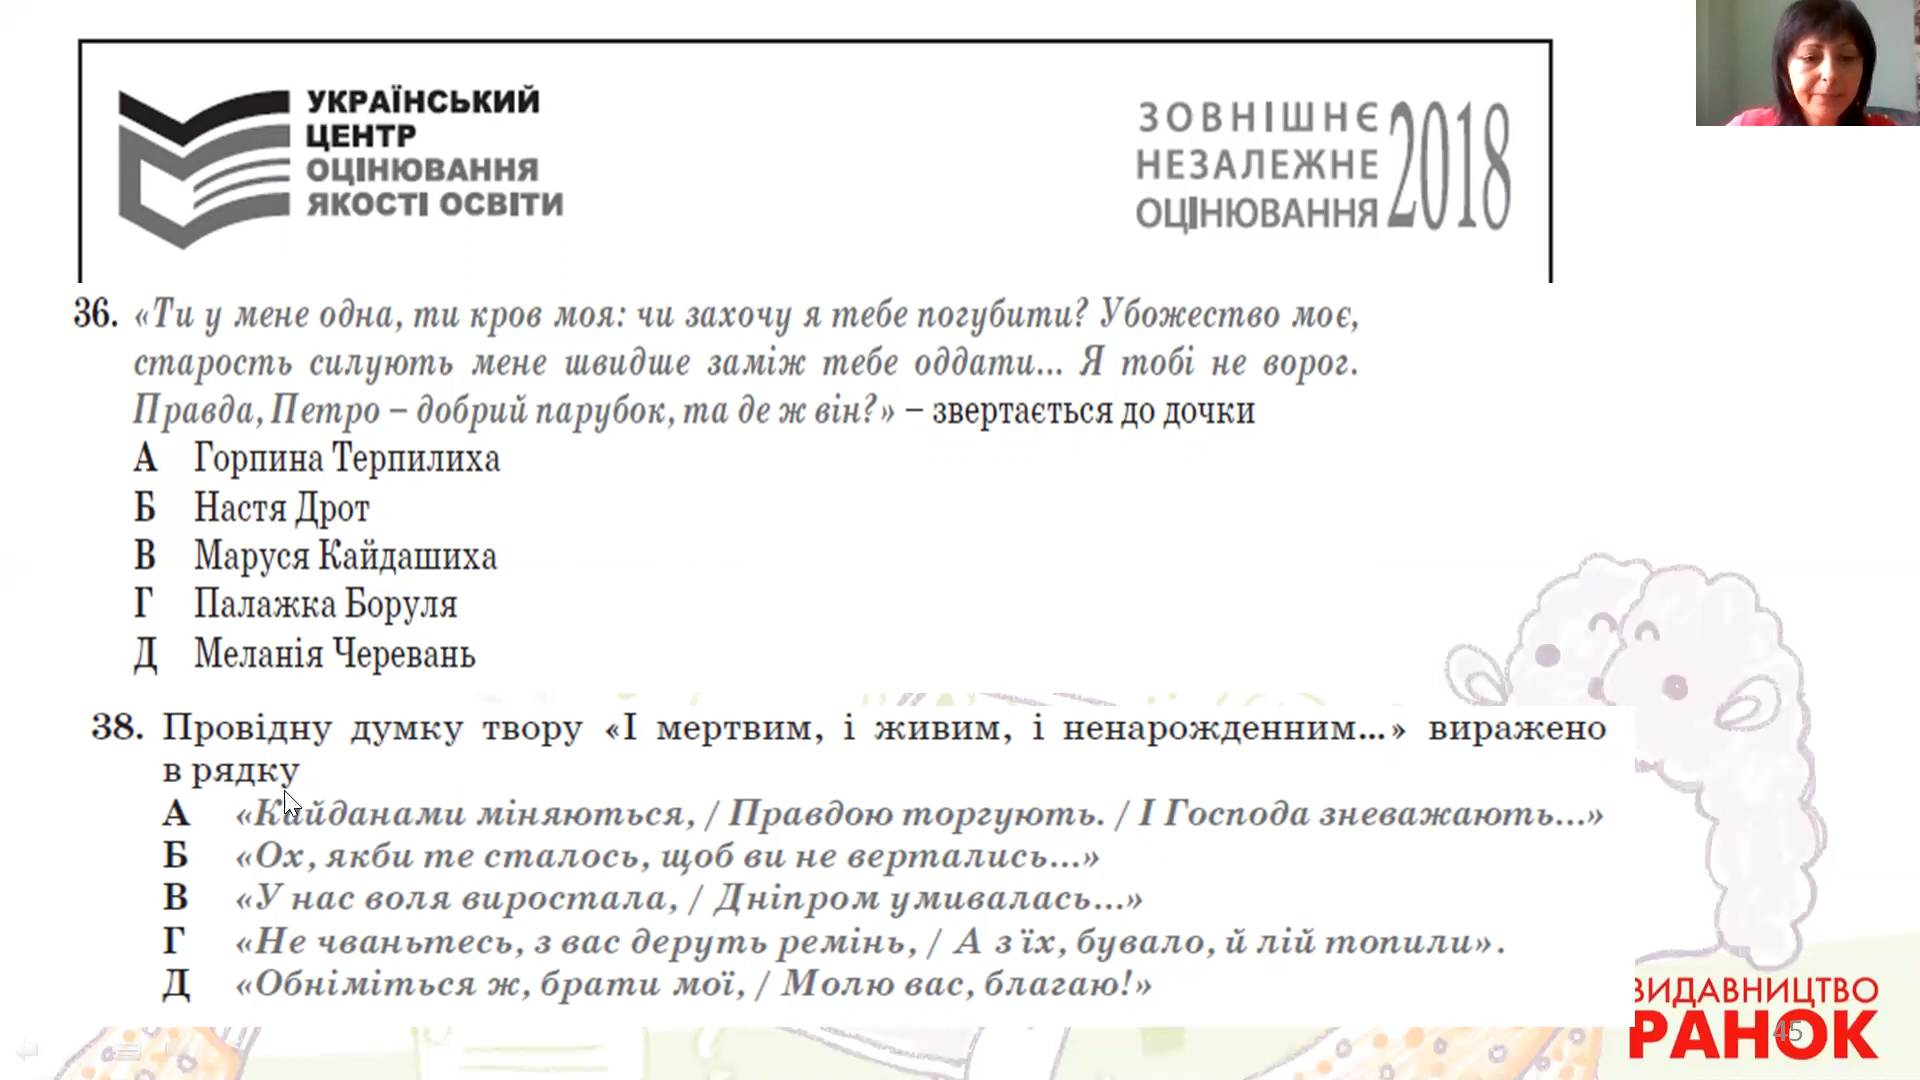 УКРАЇНСЬКИЙ
ЦЕНТР
ОЦІНЮВАННЯ
ЯКОСТІ ОСВІТИ
ЗОВНІШНЄ
НЕЗАЛЕЖНЕ
ОЦІНЮВАННЯ
2018
36. «Ти у мене одна, ти кров моя: чи захочу я тебе погубити? Убожество моє,
старость силують мене швидше заміж тебе оддати... Я тобі не ворог.
Правда, Петро – добрий парубок, та де ж він?» – звертається до дочки
А Горпина Терпилиха
Б Настя Дрот
В Маруся Кайдашиха
Г Палажка Боруля
Д Меланія Черевань
38. Провідну думку твору «І мертвим, і живим, і ненарожденним...» виражено
в рядку
А «Кайданами міняються, / Правдою торгують. / І Господа зневажають...»
Б «Ох, якби те сталось, щоб ви не вертались...»
В «У нас воля виростала, / Дніпром умивалась...»
Г «Не чваньтесь, з вас деруть ремінь, / А з їх, бувало, й лій топили».
Д «Обніміться ж, брати мої, / Молю вас, благаю!»
ВИДАВНИЦТВО
РАНОК
45